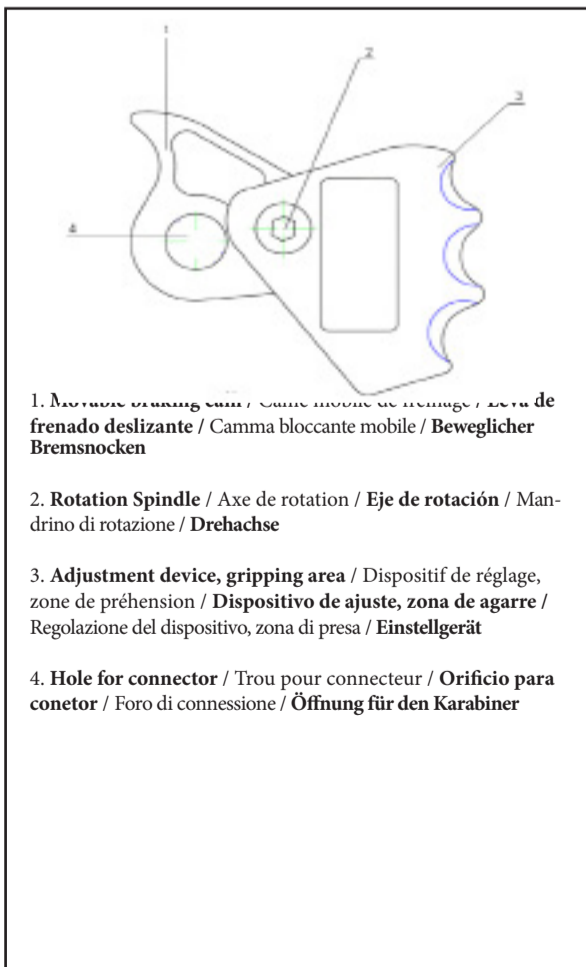 1
2
3
4
1. Movable braking cam / Came mobile de freinage / Leva de
frenado deslizante / Camma bloccante mobile / Beweglicher
Bremsnocken
2. Rotation Spindle / Axe de rotation / Eje de rotación / Man-
drino di rotazione / Drehachse
3. Adjustment device, gripping area / Dispositif de réglage,
zone de préhension / Dispositivo de ajuste, zona de agarre /
Regolazione del dispositivo, zona di presa / Einstellgerät
4. Hole for connector / Trou pour connecteur / Orificio para
conetor / Foro di connessione / Öffnung für den Karabiner